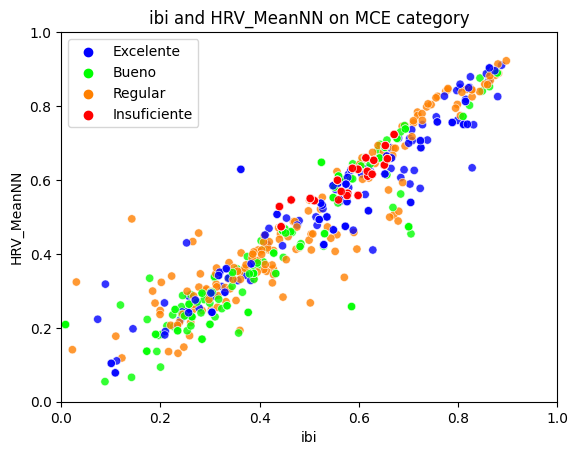 ibi and HRV_MeanNN on MCE category
Excelente
Bueno
Regular
Insuficiente
HRV_MeanNN
1.0
0.8
0.6
0.4
0.2
0.0
0.0 0.2 0.4 0.6 0.8 1.0
ibi